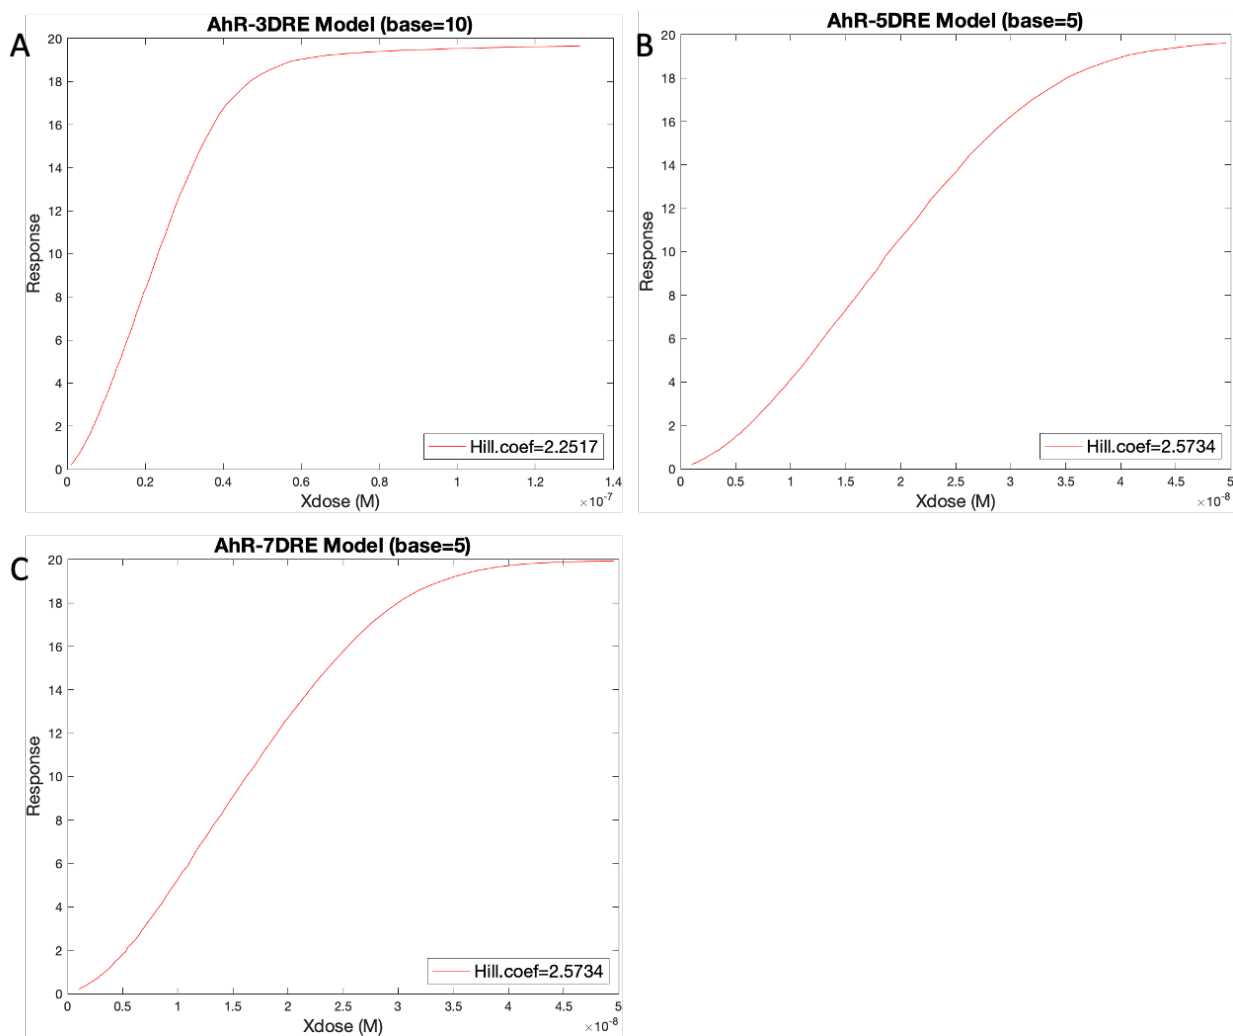 A
AhR-3DRE Model (base=10)
20
18
16
14
12
10
8
6
4
2
0
Response
0 0.2 0.4 0.6 0.8 1 1.2 1.4
×10-7
Xdose (M)
Hill.coef=2.2517
B
AhR-5DRE Model (base=5)
20
18
16
14
12
10
8
6
4
2
0
Response
0 0.5 1 1.5 2 2.5 3 3.5 4 4.5 5
×10-8
Xdose (M)
Hill.coef=2.5734
C
AhR-7DRE Model (base=5)
20
18
16
14
12
10
8
6
4
2
0
Response
0 0.5 1 1.5 2 2.5 3 3.5 4 4.5 5
×10-8
Xdose (M)
Hill.coef=2.5734